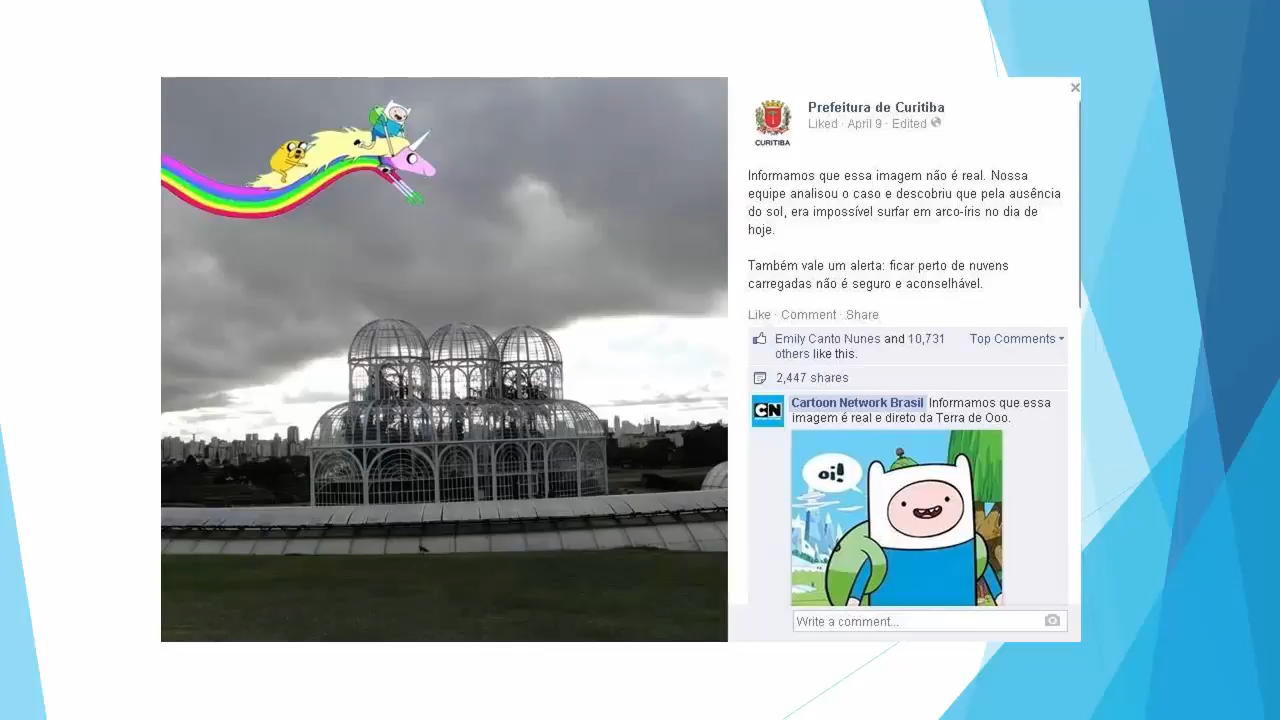 Prefeitura de Curitiba
Liked · April 9 · Edited
CURITIBA
Informamos que essa imagem não é real. Nossa
equipe analisou o caso e descobriu que pela ausência
do sol, era impossível surfar em arco-íris no dia de
hoje.
Também vale um alerta: ficar perto de nuvens
carregadas não é seguro e aconselhável.
Like · Comment · Share
Emily Canto Nunes and 10,731
others like this.
Top Comments
2,447 shares
CN
Cartoon Network Brasil Informamos que essa
imagem é real e direto da Terra de Ooo.
oi!
Write a comment...